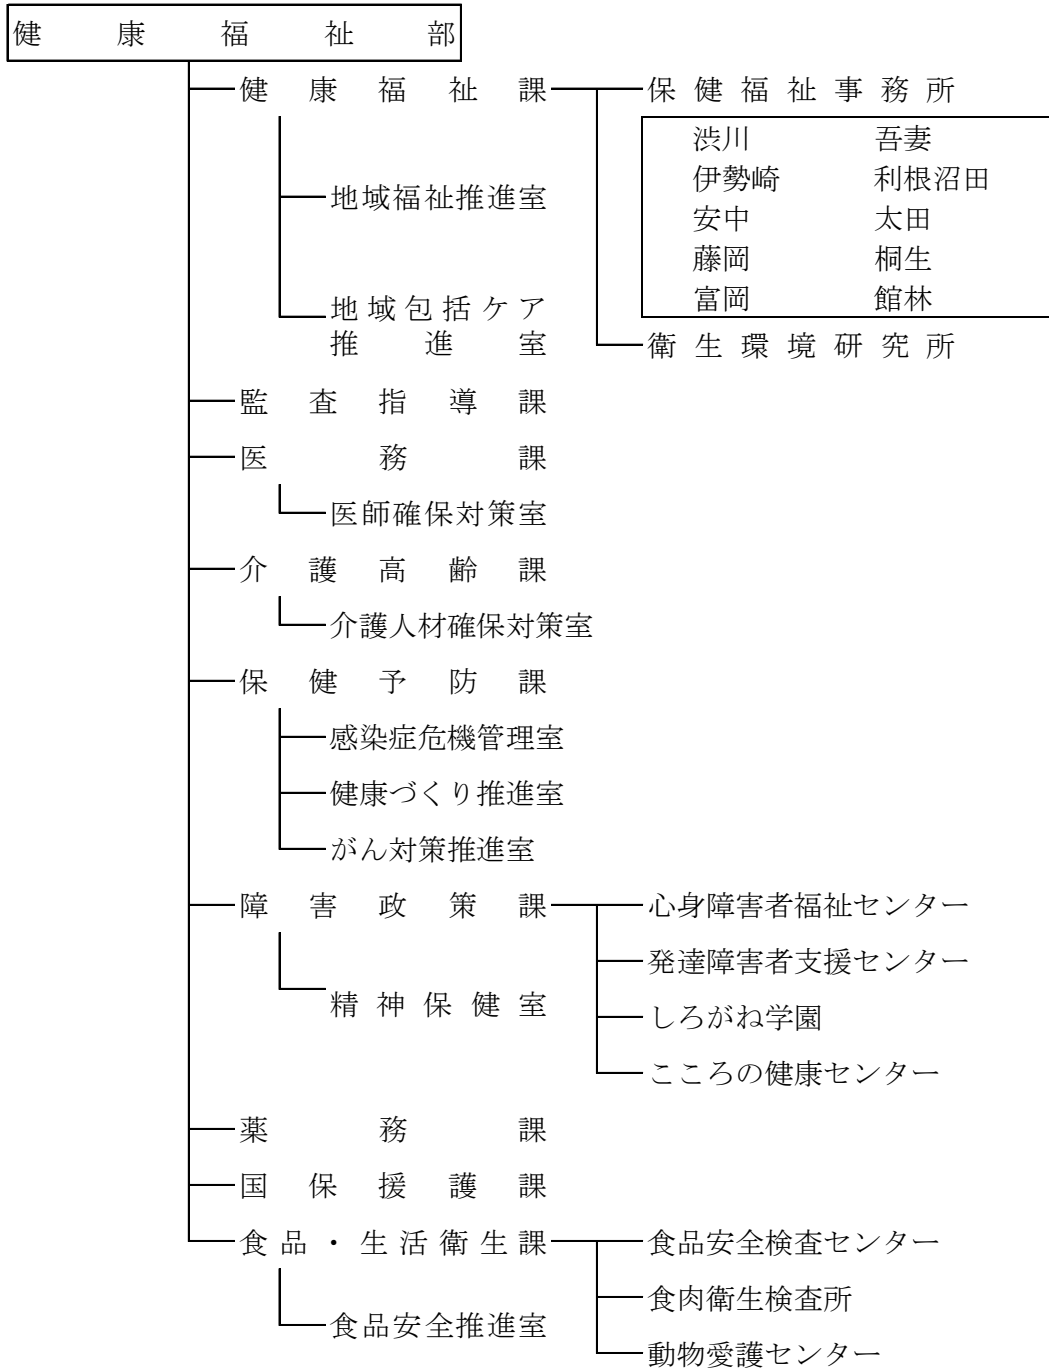 健康福祉部
健康福祉課 保健福祉事務所
渋川 吾妻
伊勢崎 利根沼田
地域福祉推進室
安中 太田
藤岡 桐生
富岡 館林
地域包括ケア
推進室 衛生環境研究所
監査指導課
医務課
医師確保対策室
介護高齢課
介護人材確保対策室
保健予防課
感染症危機管理室
健康づくり推進室
がん対策推進室
障害政策課 心身障害者福祉センター
発達障害者支援センター
精神保健室
しろがね学園
こころの健康センター
薬務課
国保援護課
食品・生活衛生課 食品安全検査センター
食肉衛生検査所
食品安全推進室
動物愛護センター